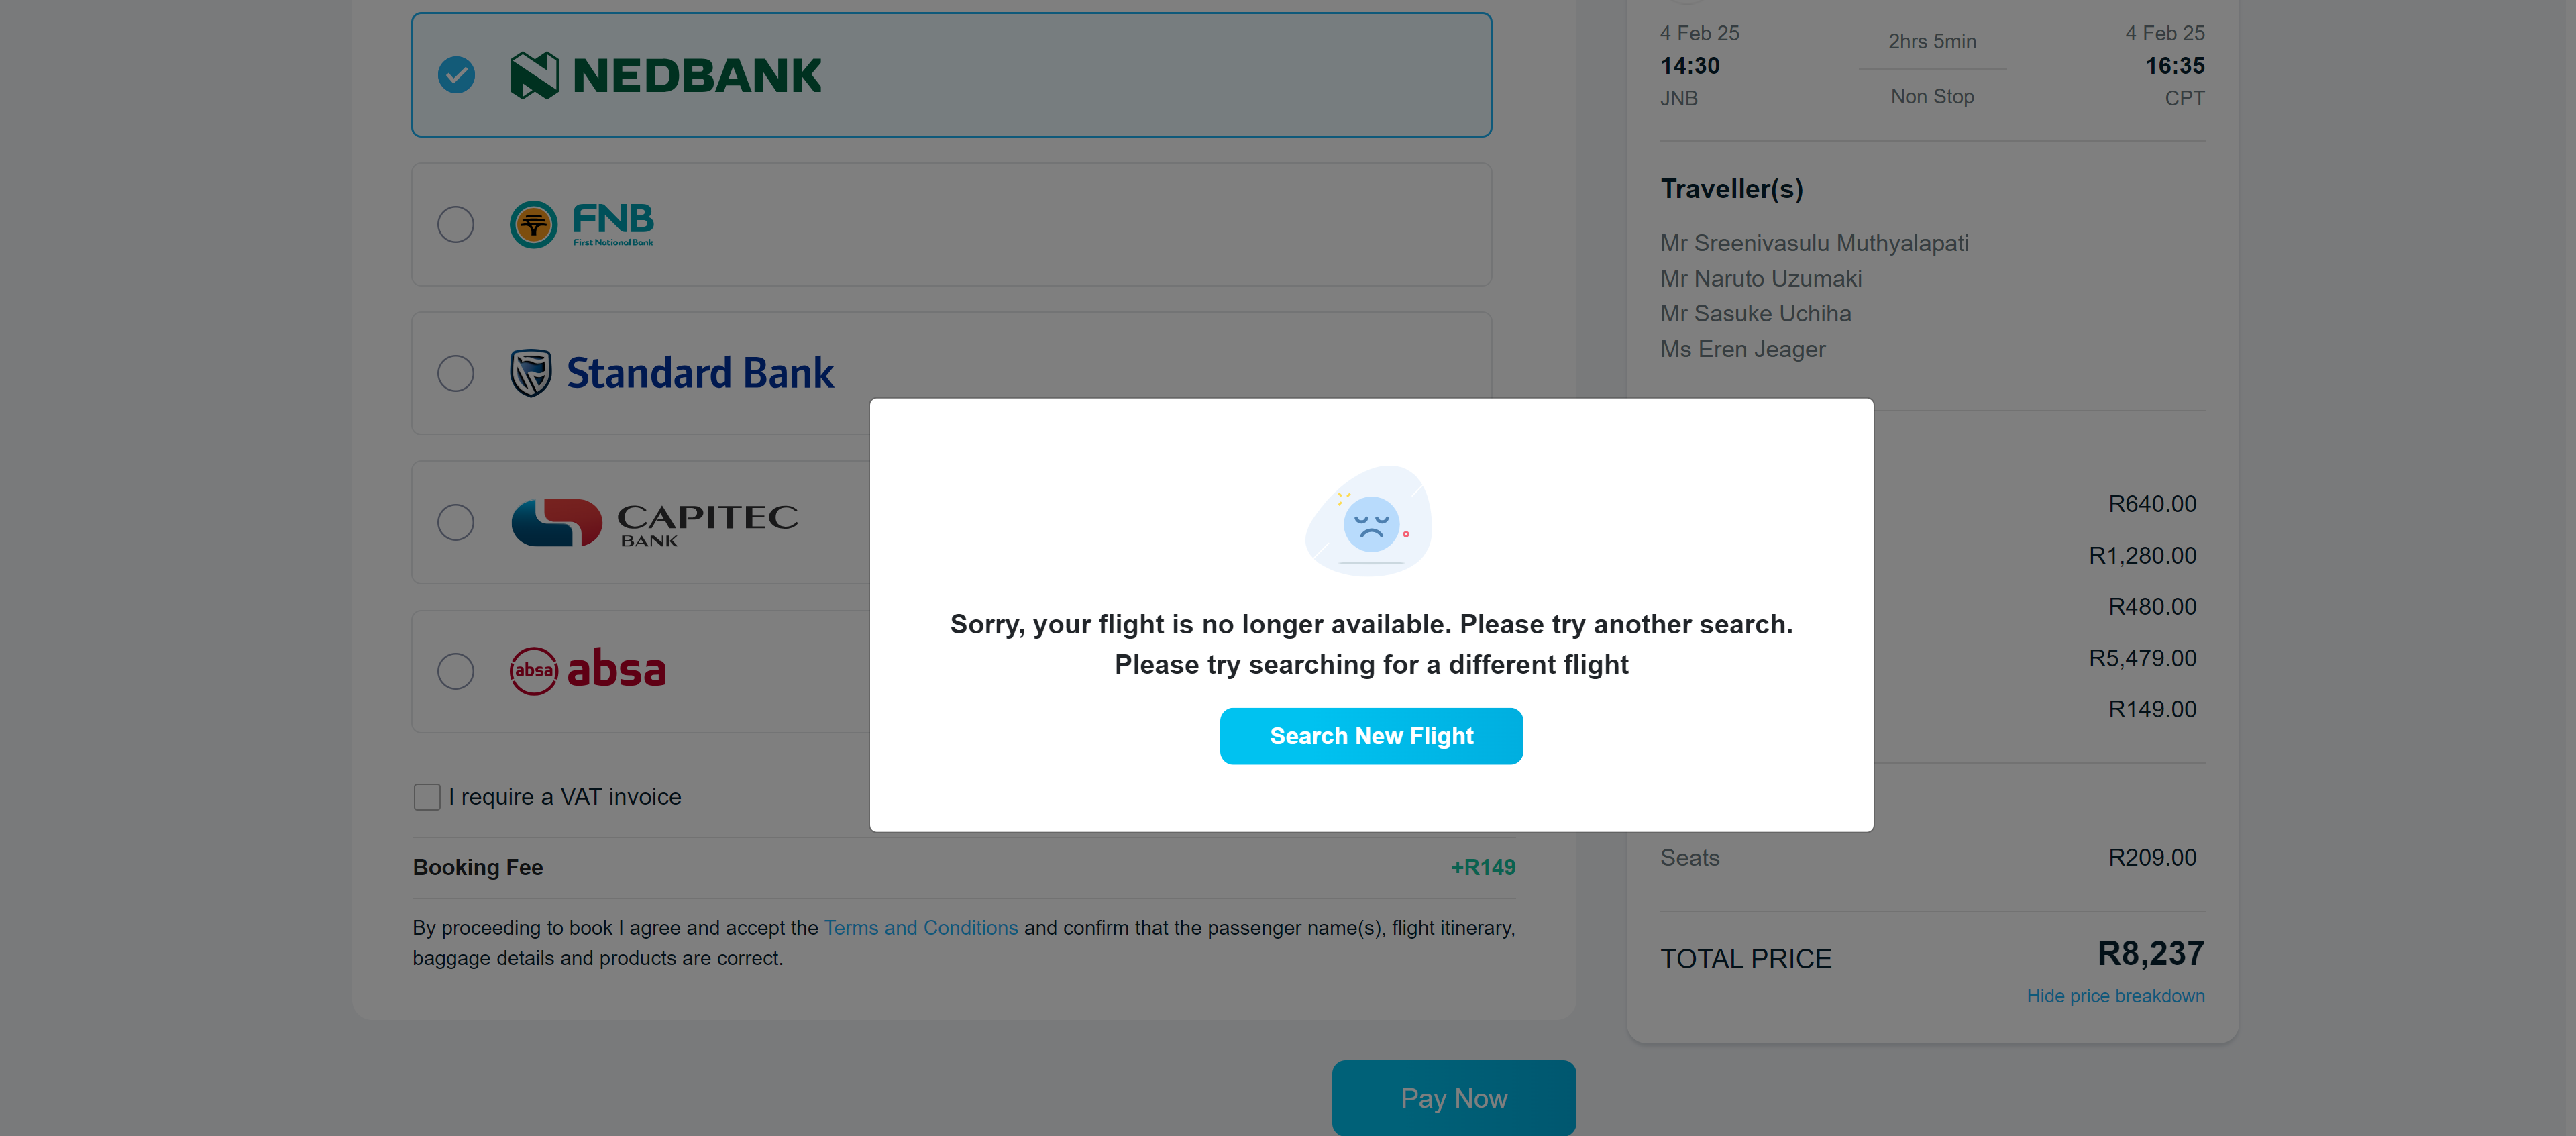 NEDBANK
FNB
First National Bank
Standard Bank
CAPITEC
BANK
absa absa
I require a VAT invoice
Booking Fee +R149
By proceeding to book I agree and accept the Terms and Conditions and confirm that the passenger name(s), flight itinerary,
baggage details and products are correct.
Pay Now
Sorry, your flight is no longer available. Please try another search.
Please try searching for a different flight
Search New Flight
4 Feb 25 2hrs 5min 4 Feb 25
14:30 16:35
JNB Non Stop CPT
Traveller(s)
Mr Sreenivasulu Muthyalapati
Mr Naruto Uzumaki
Mr Sasuke Uchiha
Ms Eren Jeager
R640.00
R1,280.00
R480.00
R5,479.00
R149.00
Seats R209.00
TOTAL PRICE R8,237
Hide price breakdown